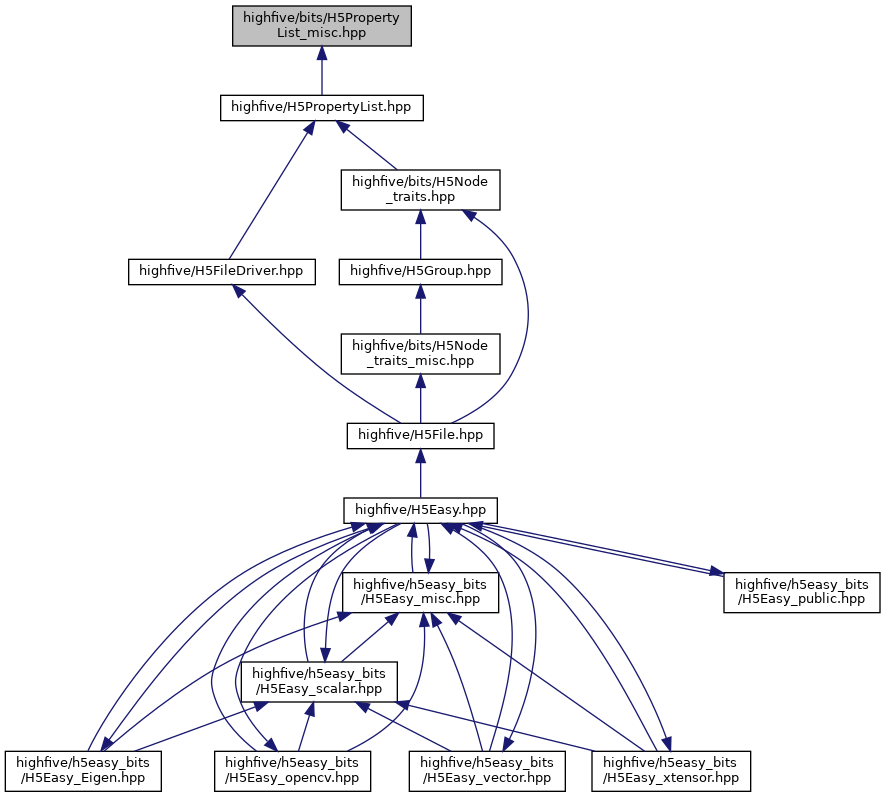 highfive/bits/H5Property
List_misc.hpp
highfive/H5PropertyList.hpp
highfive/bits/H5Node
_traits.hpp
highfive/H5FileDriver.hpp
highfive/H5Group.hpp
highfive/bits/H5Node
_traits_misc.hpp
highfive/H5File.hpp
highfive/H5Easy.hpp
highfive/h5easy_bits
/H5Easy_misc.hpp
highfive/h5easy_bits
/H5Easy_public.hpp
highfive/h5easy_bits
/H5Easy_scalar.hpp
highfive/h5easy_bits
/H5Easy_Eigen.hpp
highfive/h5easy_bits
/H5Easy_opencv.hpp
highfive/h5easy_bits
/H5Easy_vector.hpp
highfive/h5easy_bits
/H5Easy_xtensor.hpp